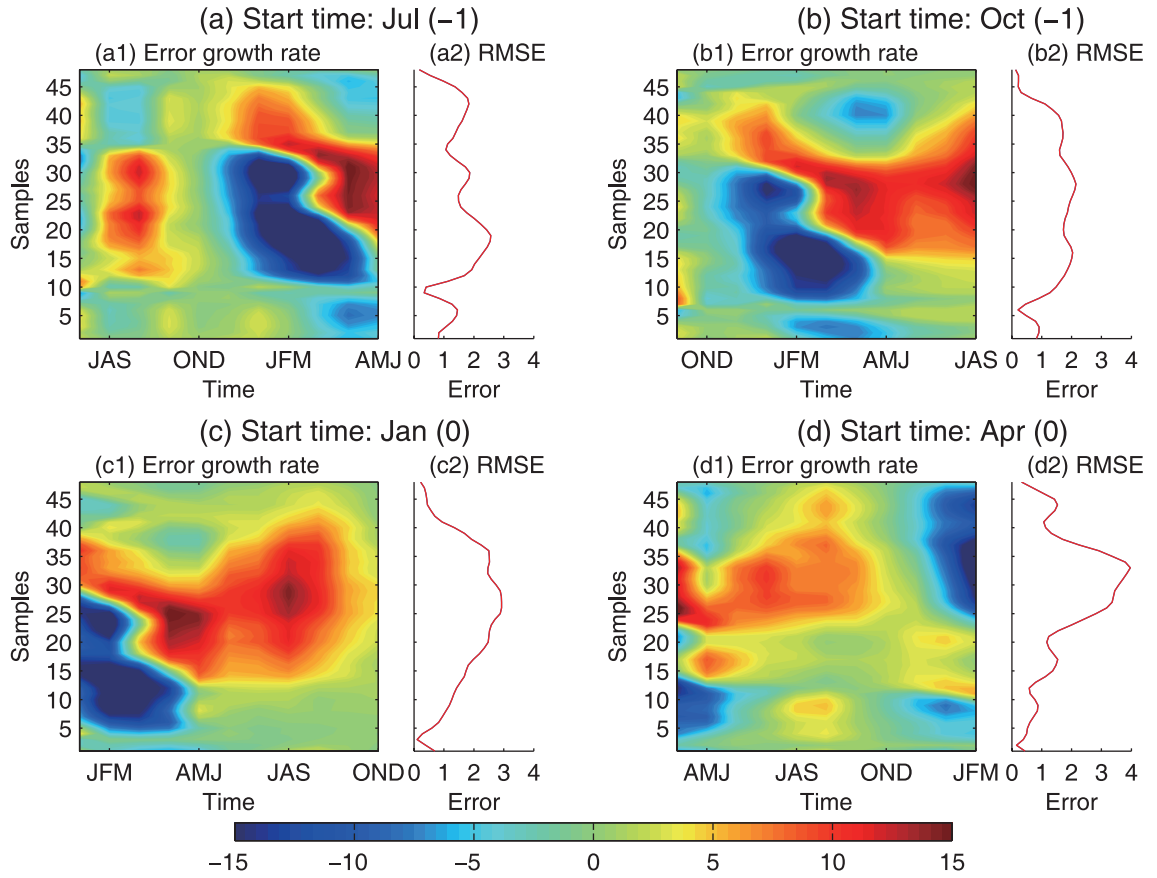 (a) Start time: Jul (−1)
(a1) Error growth rate
(a2) RMSE
45
40
35
30
25
20
15
10
5
Samples
JAS OND JFM AMJ
Time
0 1 2 3 4
Error
(b) Start time: Oct (−1)
(b1) Error growth rate
(b2) RMSE
45
40
35
30
25
20
15
10
5
Samples
OND JFM AMJ JAS
Time
0 1 2 3 4
Error
(c) Start time: Jan (0)
(c1) Error growth rate
(c2) RMSE
45
40
35
30
25
20
15
10
5
Samples
JFM AMJ JAS OND
Time
0 1 2 3 4
Error
(d) Start time: Apr (0)
(d1) Error growth rate
(d2) RMSE
45
40
35
30
25
20
15
10
5
Samples
AMJ JAS OND JFM
Time
0 1 2 3 4
Error
−15 −10 −5 0 5 10 15